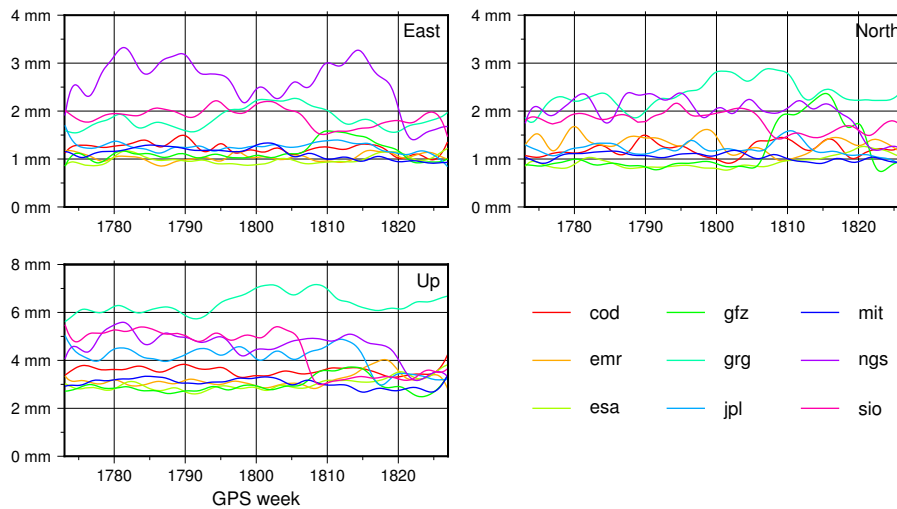 4 mm
3 mm
2 mm
1 mm
0 mm
1780 1790 1800 1810 1820
East
4 mm
3 mm
2 mm
1 mm
0 mm
1780 1790 1800 1810 1820
North
8 mm
6 mm
4 mm
2 mm
0 mm
1780 1790 1800 1810 1820
GPS week
Up
cod gfz mit
emr grg ngs
esa jpl sio